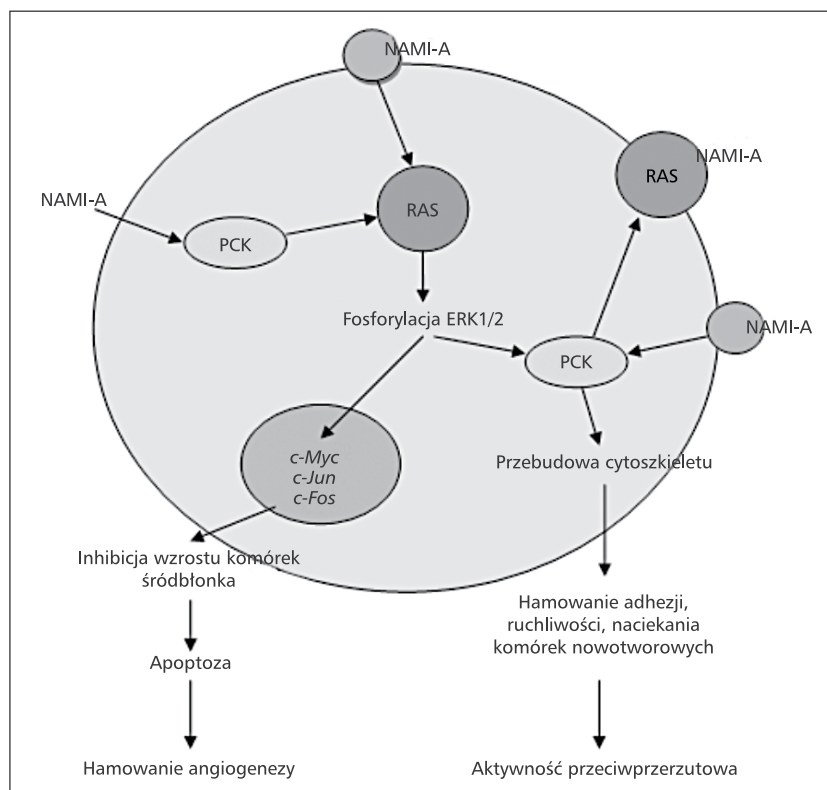 NAMI-A
NAMI-A
RAS
NAMI-A
RAS
PCK
Fosforylacja ERK1/2
NAMI-A
PCK
c-Myc
c-Jun
c-Fos
Przebudowa cytoszkieletu
Inhibicja wzrostu komórek
śródbłonka
Hamowanie adhezji,
ruchliwości, naciekania
komórek nowotworowych
Apoptoza
Hamowanie angiogenezy
Aktywność przeciwprzerzutowa